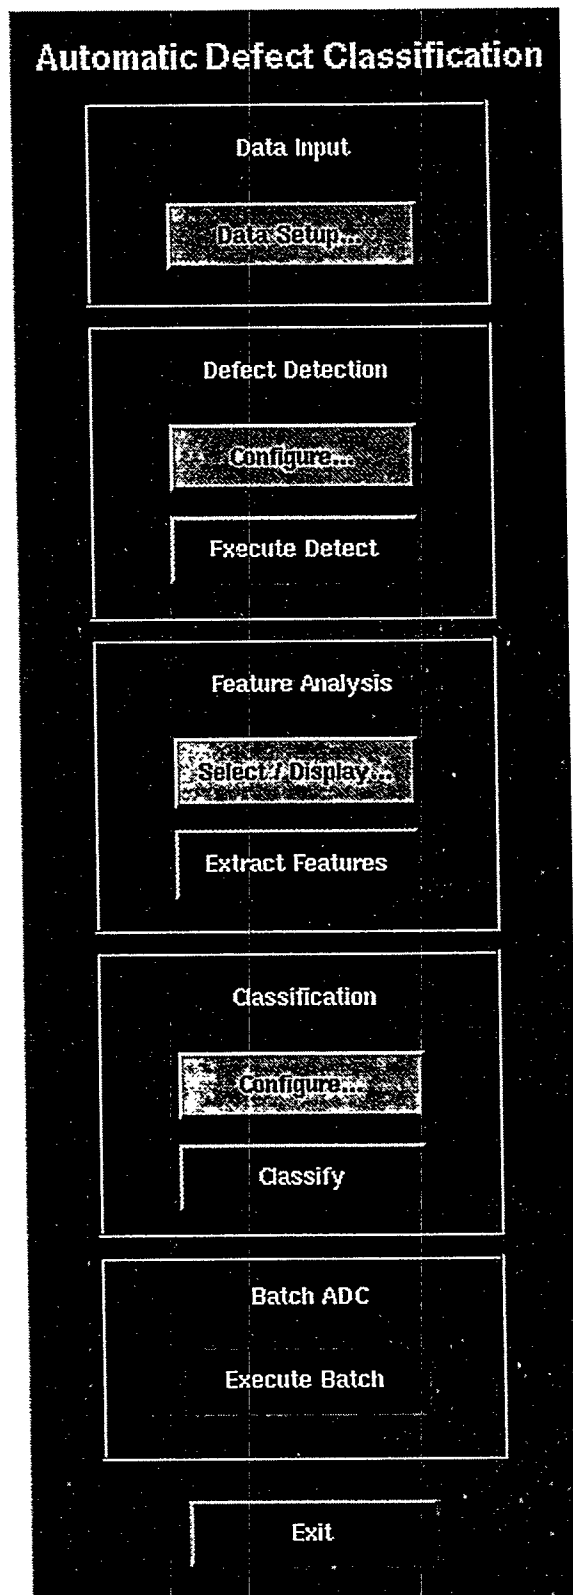 Automatic Defect Classification
Data Input
Data Setup...
Defect Detection
Configure...
Execute Detect
Feature Analysis
Select / Display...
Extract Features
Classification
Configure...
Classify
Batch ADC
Execute Batch
Exit